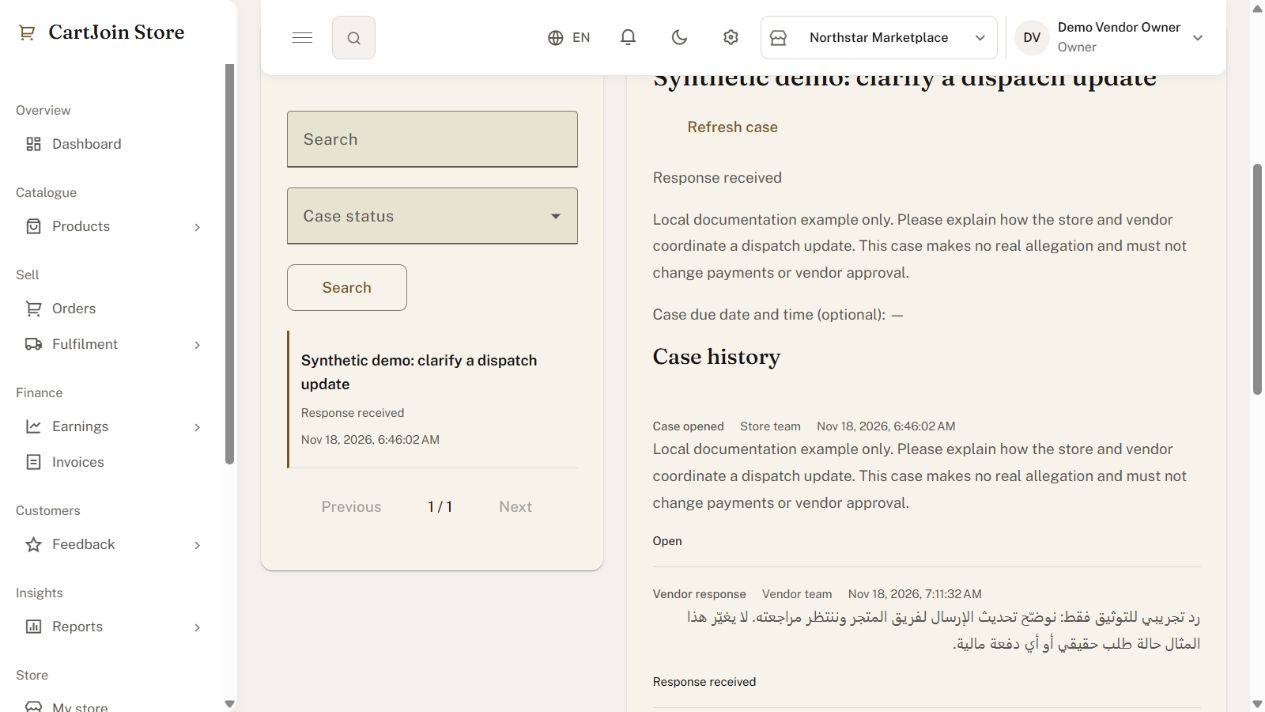 CartJoin Store
EN
Northstar Marketplace
DV
Demo Vendor Owner
Owner
Overview
Dashboard
Catalogue
Products
Sell
Orders
Fulfilment
Finance
Earnings
Invoices
Customers
Feedback
Insights
Reports
Store
My store
Search
Case status
Search
Synthetic demo: clarify a dispatch
update
Response received
Nov 18, 2026, 6:46:02 AM
Previous
1 / 1
Next
Synthetic demo: clarify a dispatch update
Refresh case
Response received
Local documentation example only. Please explain how the store and vendor
coordinate a dispatch update. This case makes no real allegation and must not
change payments or vendor approval.
Case due date and time (optional): —
Case history
Case opened Store team Nov 18, 2026, 6:46:02 AM
Local documentation example only. Please explain how the store and vendor
coordinate a dispatch update. This case makes no real allegation and must not
change payments or vendor approval.
Open
Vendor response Vendor team Nov 18, 2026, 7:11:32 AM
رد تجريبي للتوثيق فقط: نوضّح تحديث الإرسال لفريق المتجر وننتظر مراجعته. لا يغيّر هذا
المثال حالة طلب حقيقي أو أي دفعة مالية.
Response received